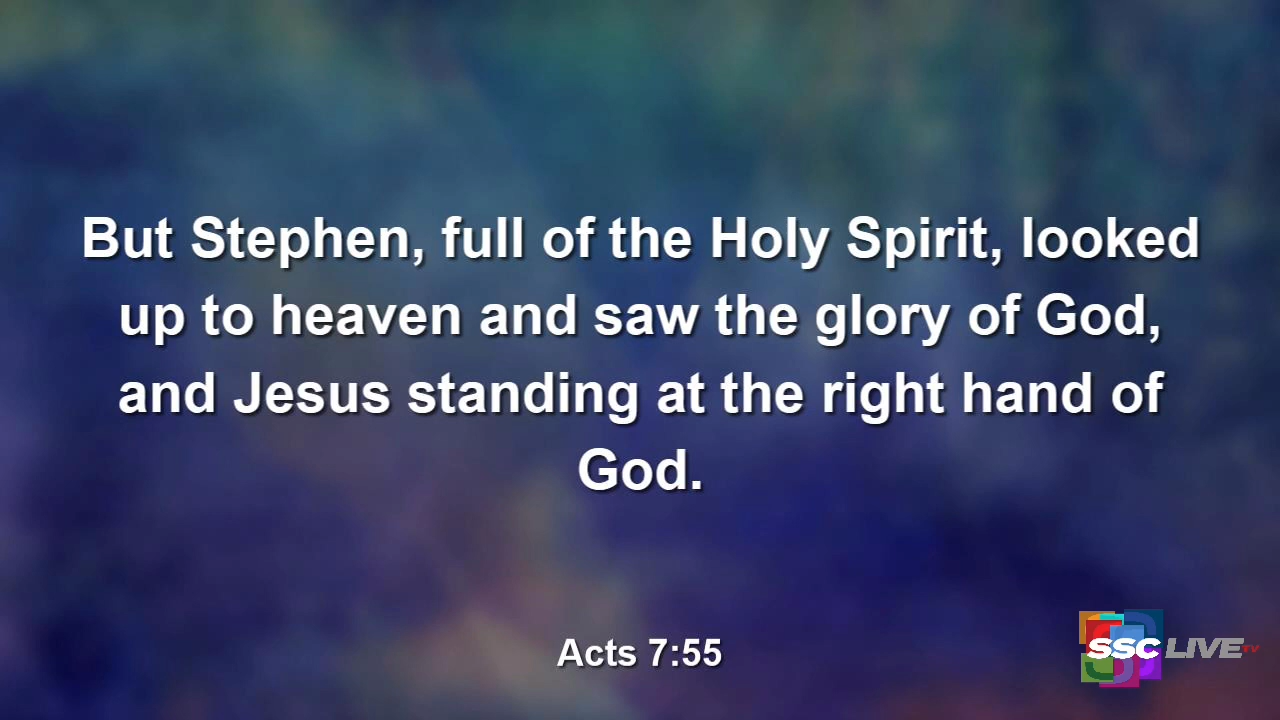 But Stephen, full of the Holy Spirit, looked
up to heaven and saw the glory of God,
and Jesus standing at the right hand of
God.
Acts 7:55
SSC LIVE TV